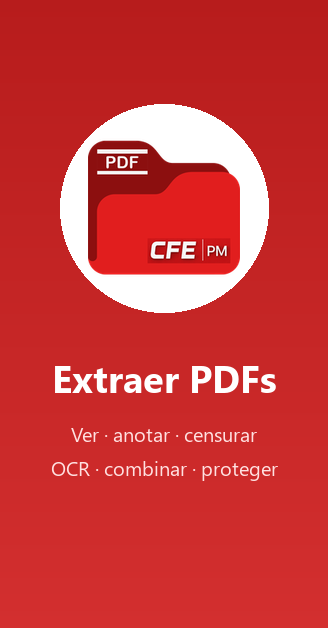 PDF
CFE | PM
Extraer PDFs
Ver · anotar · censurar
OCR · combinar · proteger